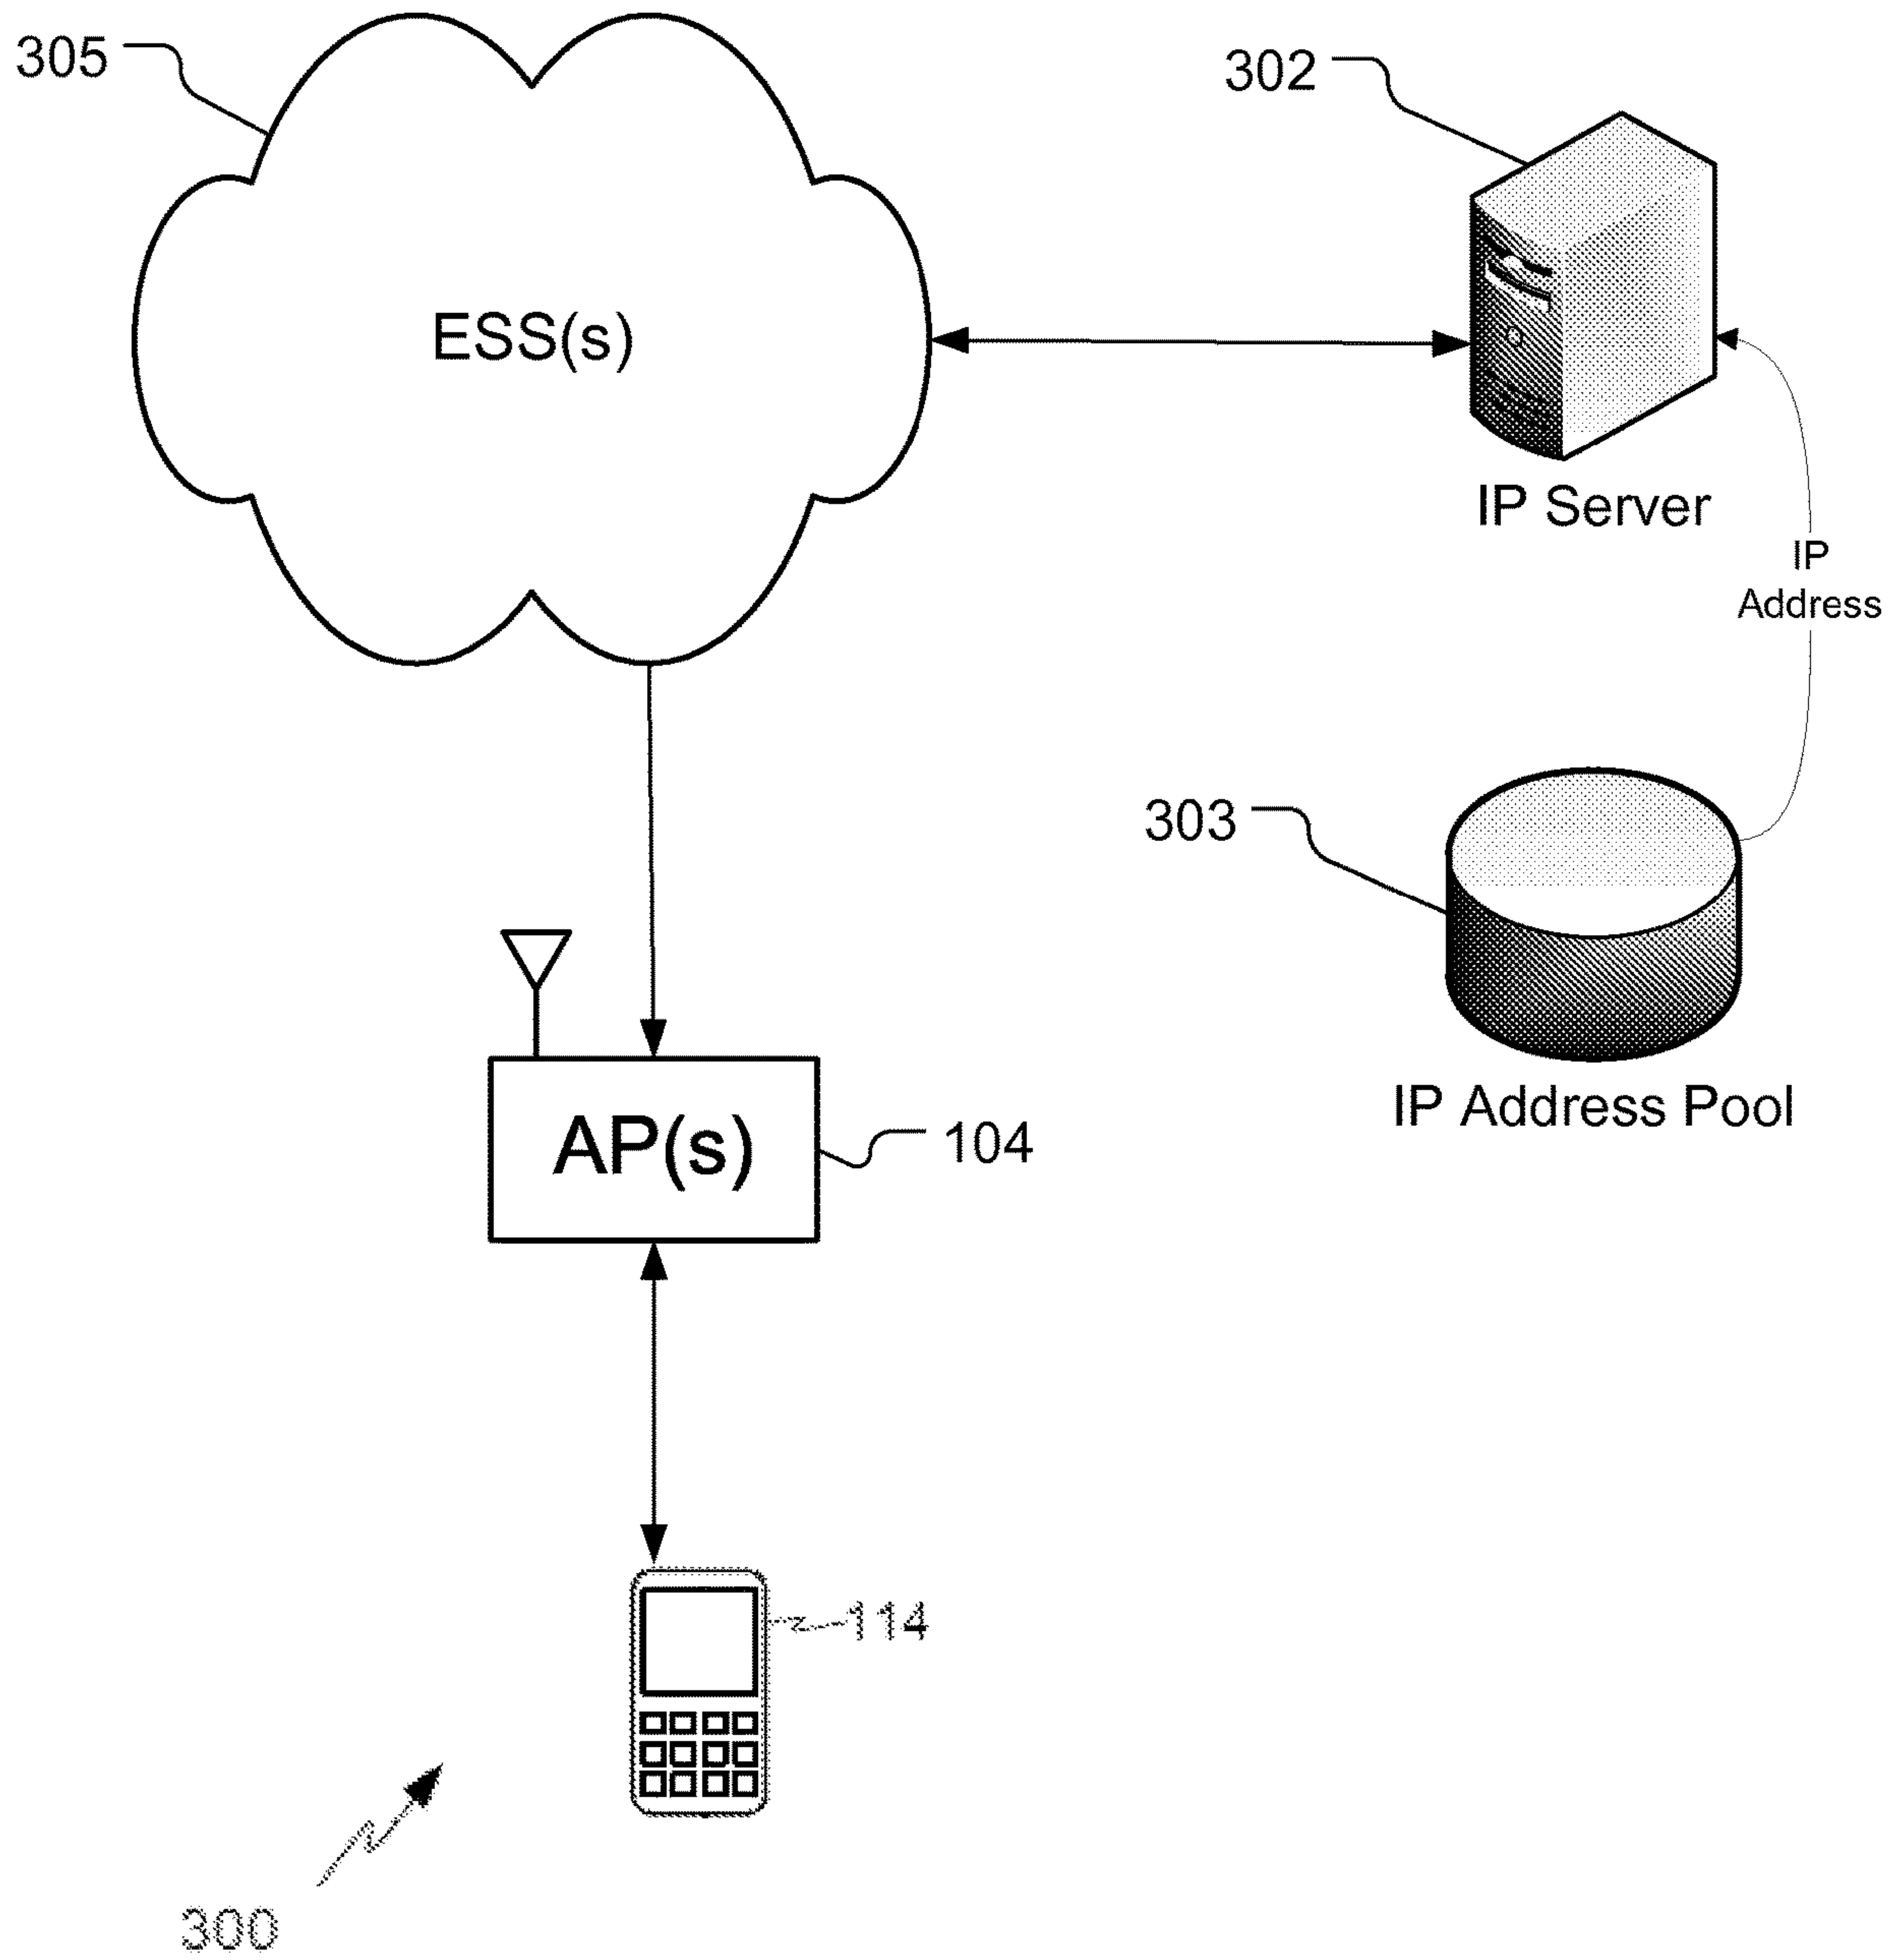 305
302
ESS(s)
IP Server
IP
Address
303
IP Address Pool
AP(s)
104
114
300